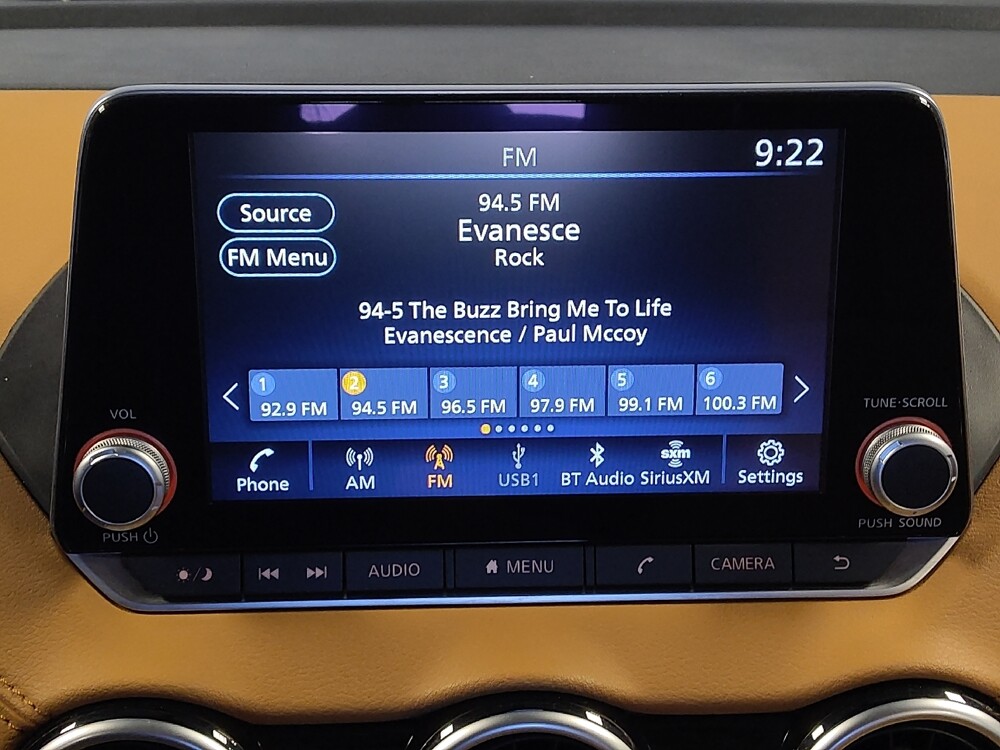 FM
9:22
Source
FM Menu
94.5 FM
Evanesce
Rock
94-5 The Buzz Bring Me To Life
Evanescence / Paul Mccoy
1 2 3 4 5 6
92.9 FM 94.5 FM 96.5 FM 97.9 FM 99.1 FM 100.3 FM
sxm
Phone AM FM USB1 BT Audio SiriusXM Settings
VOL
PUSH
TUNE·SCROLL
PUSH SOUND
AUDIO MENU CAMERA